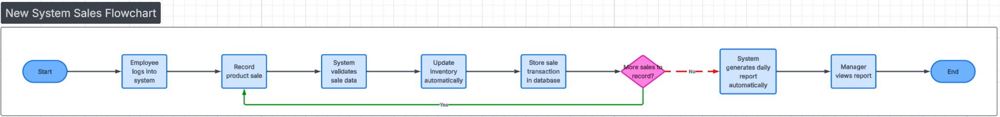 New System Sales Flowchart
Start
Employee
logs into
system
Record
product sale
System
validates
sale data
Update
inventory
automatically
Store sale
transaction
in database
More sales to
record?
No
System
generates daily
report
automatically
Manager
views report
End
Yes